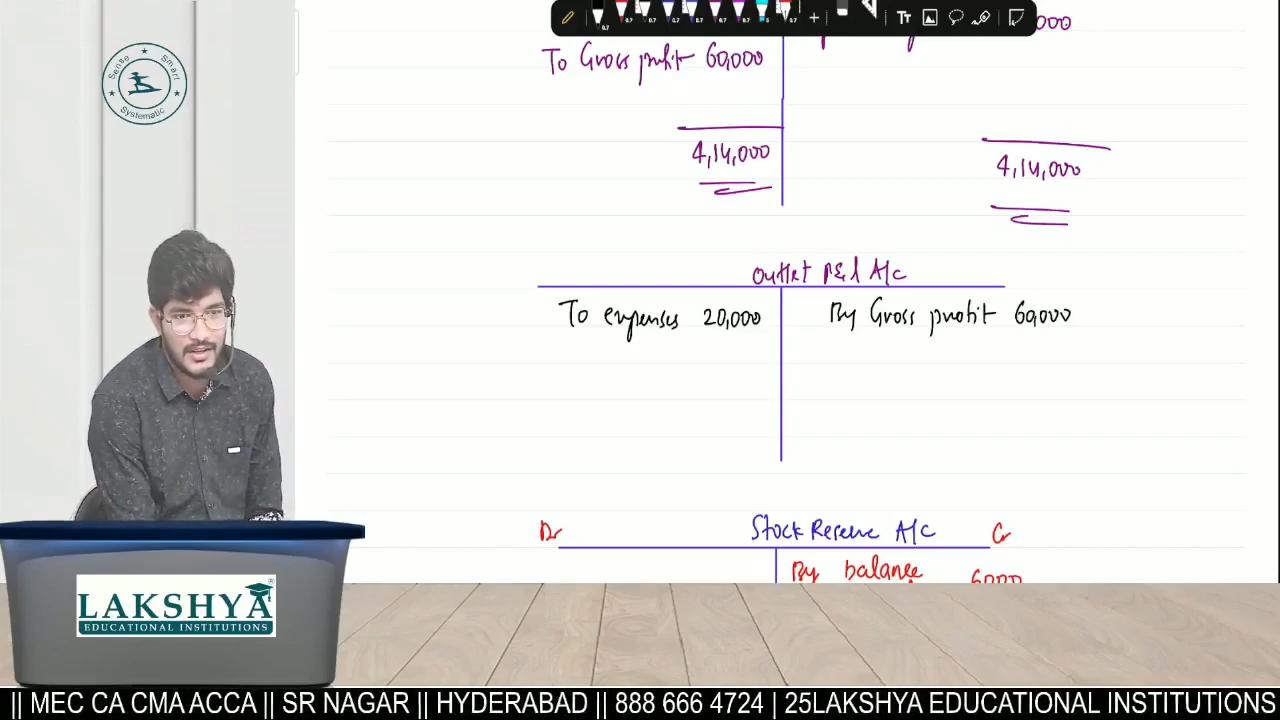 Sense
Smart
Systematic
Tt
To Gross profit 60,000
000
4,14,000
4,14,000
Outlet P&l A/c
To expenses 20,000
By Gross profit 60,000
Dr
Stock Reserve A/c
Cr
By balance
6000
LAKSHYA®
EDUCATIONAL INSTITUTIONS
|| MEC CA CMA ACCA || SR NAGAR || HYDERABAD || 888 666 4724 | 25LAKSHYA EDUCATIONAL INSTITUTIONS